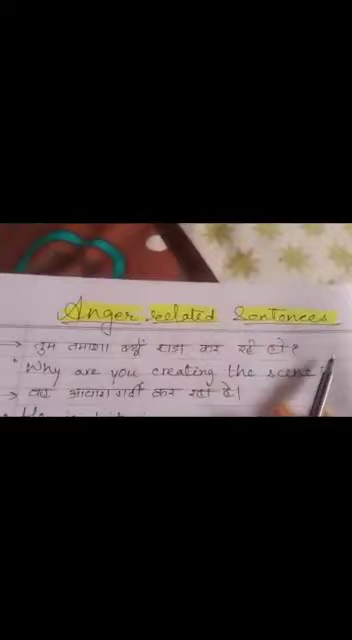 Anger related Sentences
→ तुम तमाशा क्यूँ खडा कर रहे हो?
Why are you creating the scene?
→ वह आवारा गर्दी कर रहा है।